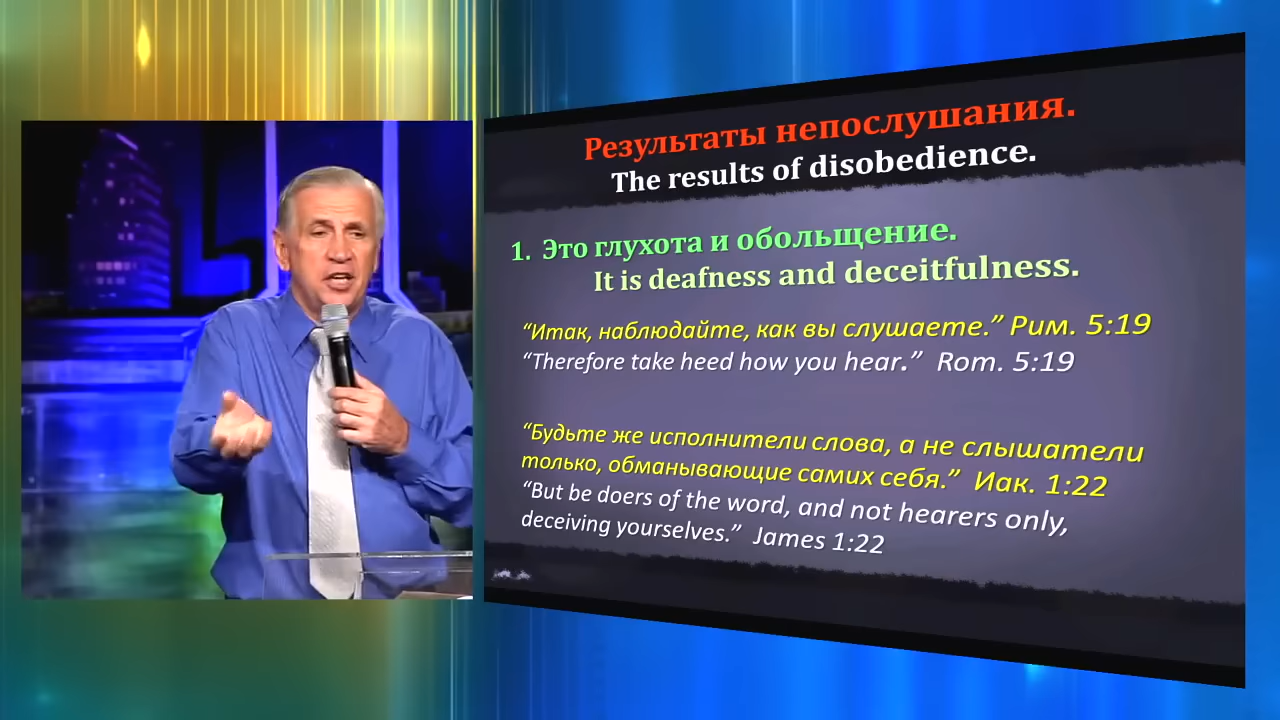 Результаты непослушания.
The results of disobedience.
1. Это глухота и обольщение.
It is deafness and deceitfulness.
“Итак, наблюдайте, как вы слушаете.” Рим. 5:19
“Therefore take heed how you hear.” Rom. 5:19
“Будьте же исполнители слова, а не слышатели
только, обманывающие самих себя.” Иак. 1:22
“But be doers of the word, and not hearers only,
deceiving yourselves.” James 1:22